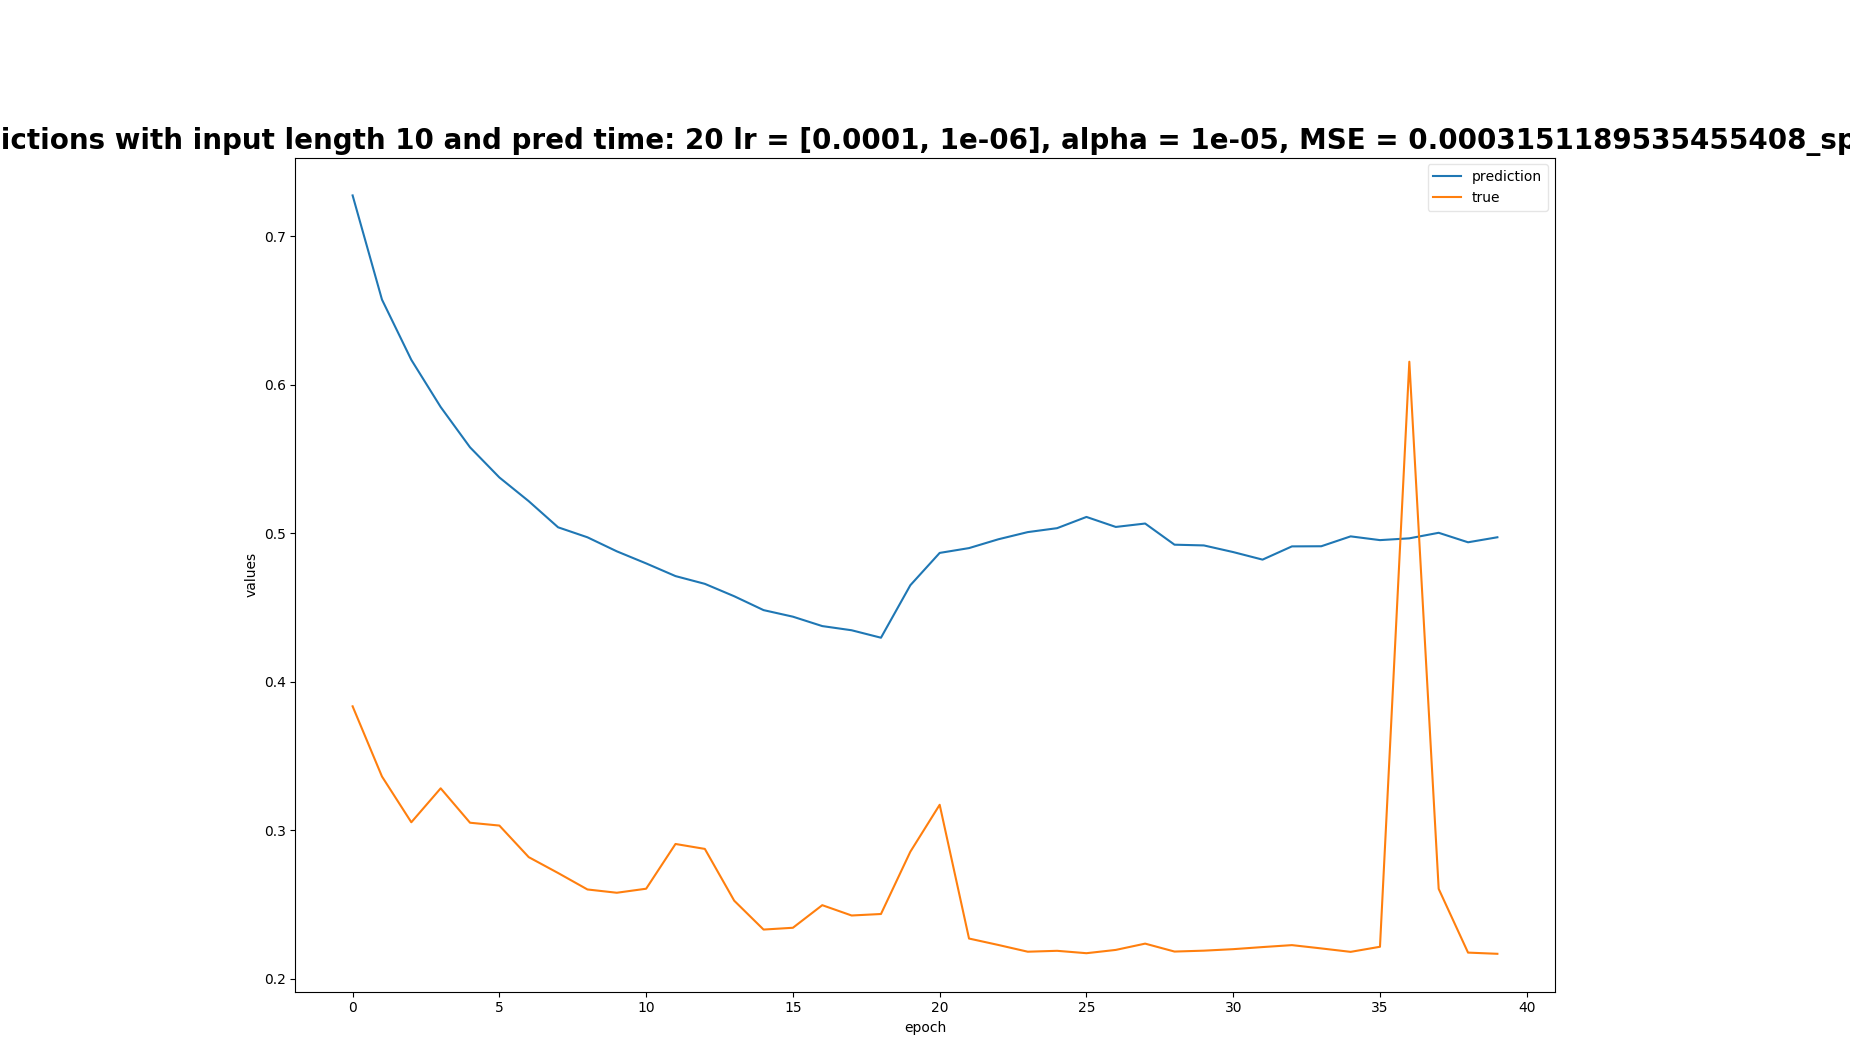 ictions with input length 10 and pred time: 20 lr = [0.0001, 1e-06], alpha = 1e-05, MSE = 0.0003151189535455408_sp
prediction
true
0.7
0.6
0.5
0.4
0.3
0.2
values
0 5 10 15 20 25 30 35 40
epoch